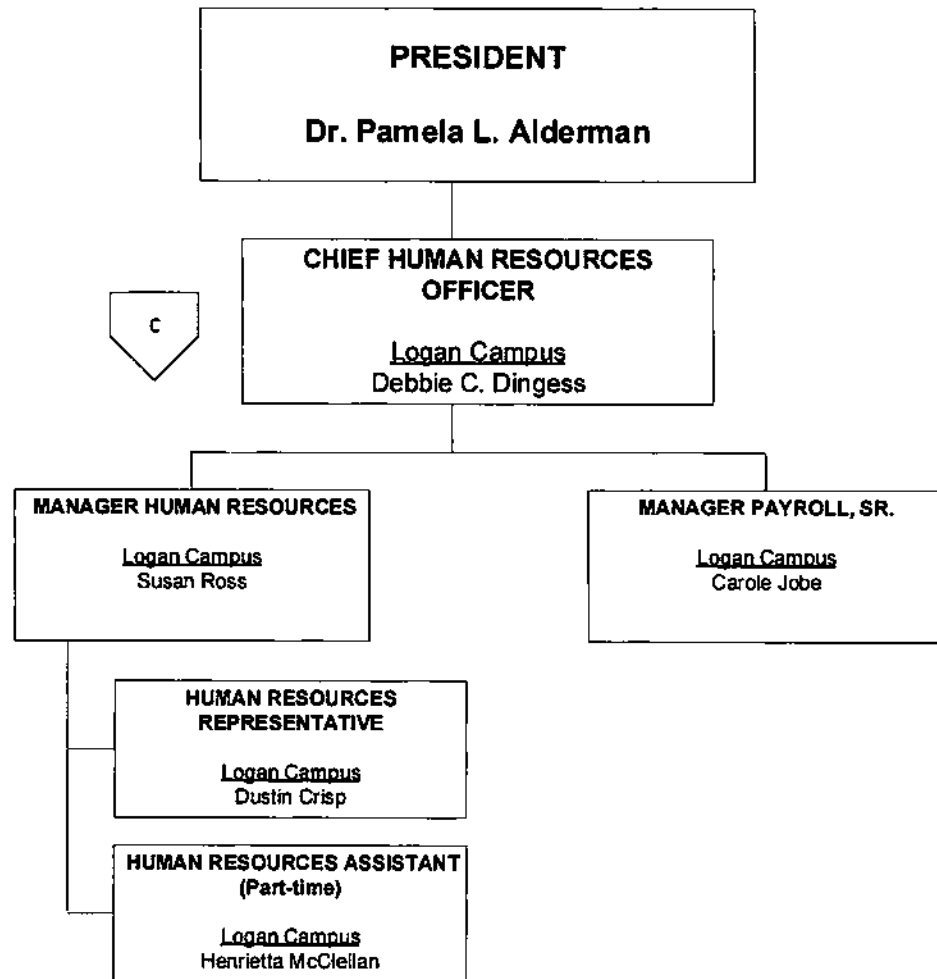 PRESIDENT
Dr. Pamela L. Alderman
CHIEF HUMAN RESOURCES
OFFICER
Logan Campus
Debbie C. Dingess
C
MANAGER HUMAN RESOURCES
Logan Campus
Susan Ross
MANAGER PAYROLL, SR.
Logan Campus
Carole Jobe
HUMAN RESOURCES
REPRESENTATIVE
Logan Campus
Dustin Crisp
HUMAN RESOURCES ASSISTANT
(Part-time)
Logan Campus
Henrietta McClellan